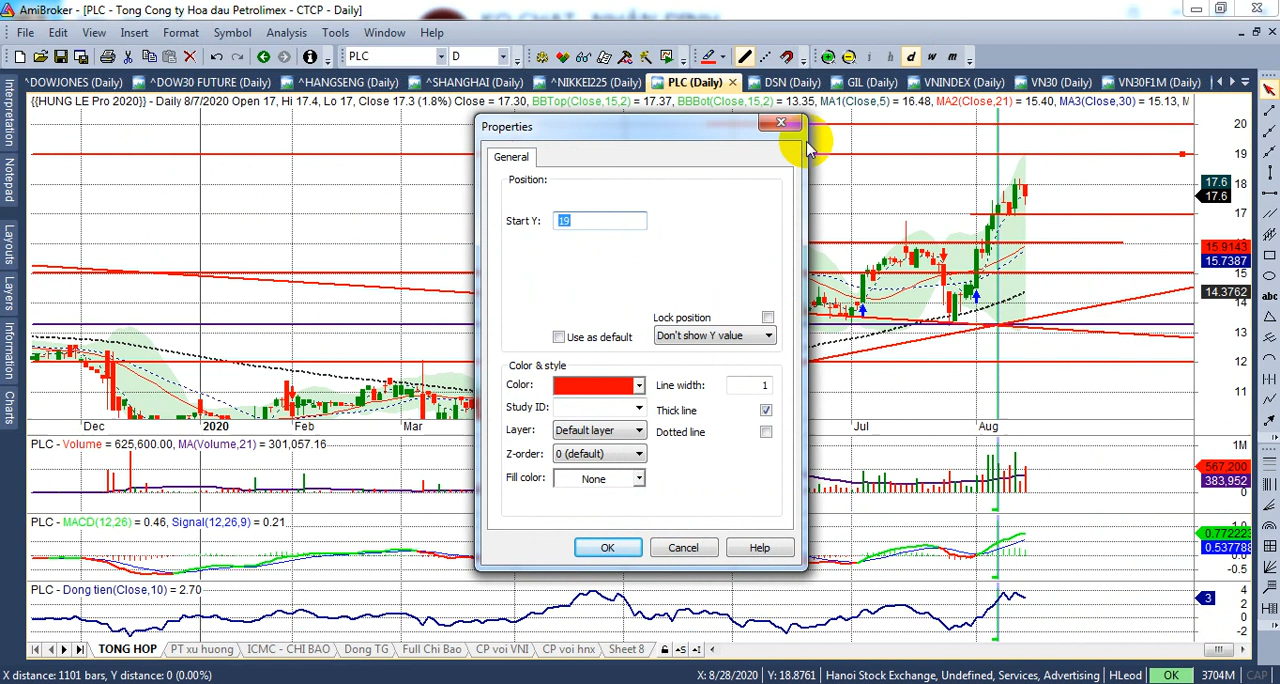 AmiBroker - [PLC - Tong Cong ty Hoa dau Petrolimex - CTCP - Daily]
File Edit View Insert Format Symbol Analysis Tools Window Help
PLC D i h d w m
^DOWJONES (Daily) ^DOW30 FUTURE (Daily) ^HANGSENG (Daily) ^SHANGHAI (Daily) ^NIKKEI225 (Daily) PLC (Daily) DSN (Daily) GIL (Daily) VNINDEX (Daily) VN30 (Daily) VN30F1M (Daily)
{{HUNG LE Pro 2020}} - Daily 8/7/2020 Open 17, Hi 17.4, Lo 17, Close 17.3 (1.8%) Close = 17.30, BBTop(Close,15,2) = 17.37, BBBot(Close,15,2) = 13.35, MA1(Close,5) = 16.48, MA2(Close,21) = 15.40, MA3(Close,30) = 15.13, M
Interpretation
Notepad
Layouts
Layers
Information
Charts
Properties
General
Position:
Start Y: 19
Lock position
Use as default Don't show Y value
Color & style
Color: Line width: 1
Study ID: Thick line
Layer: Default layer Dotted line
Z-order: 0 (default)
Fill color: None
OK Cancel Help
20
19
18
17.6
17.6
17
15.9143
15.7387
15
14.3762
14
13
12
11
abc
Dec 2020 Feb Mar Jul Aug
PLC - Volume = 625,600.00, MA(Volume,21) = 301,057.16
1M
567,200
383,952
0
PLC - MACD(12,26) = 0.46, Signal(12,26,9) = 0.21
1.0
0.772223
0.537788
-0.5
PLC - Dong tien(Close,10) = 2.70
4
3
2
0
-2
TONG HOP PT xu huong ICMC - CHI BAO Dong TG Full Chi Bao CP voi VNI CP voi hnx Sheet 8
X distance: 1101 bars, Y distance: 0 (0.00%) X: 8/28/2020 Y: 18.8761 Hanoi Stock Exchange, Undefined, Services, Advertising HLeod OK 3704M CAP